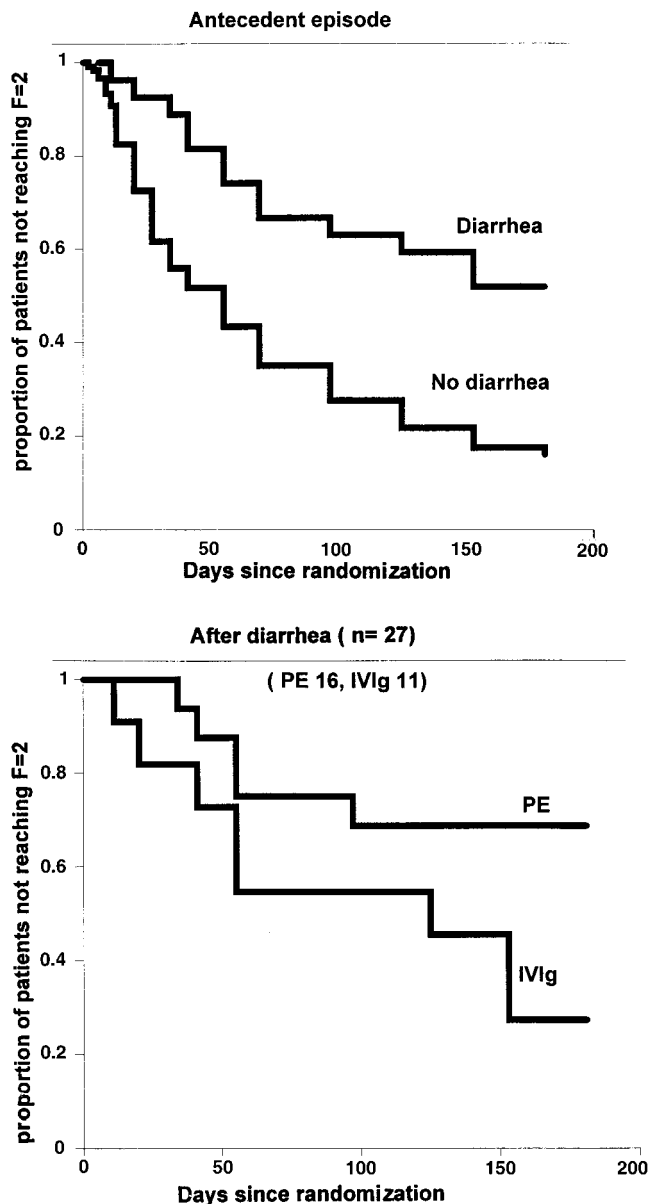 Antecedent episode
1
0.8
0.6
0.4
0.2
0
proportion of patients not reaching F=2
Diarrhea
No diarrhea
0
50
100
150
200
Days since randomization
After diarrhea ( n= 27)
( PE 16, IVIg 11)
1
0.8
0.6
0.4
0.2
0
proportion of patients not reaching F=2
PE
IVIg
0
50
100
150
200
Days since randomization